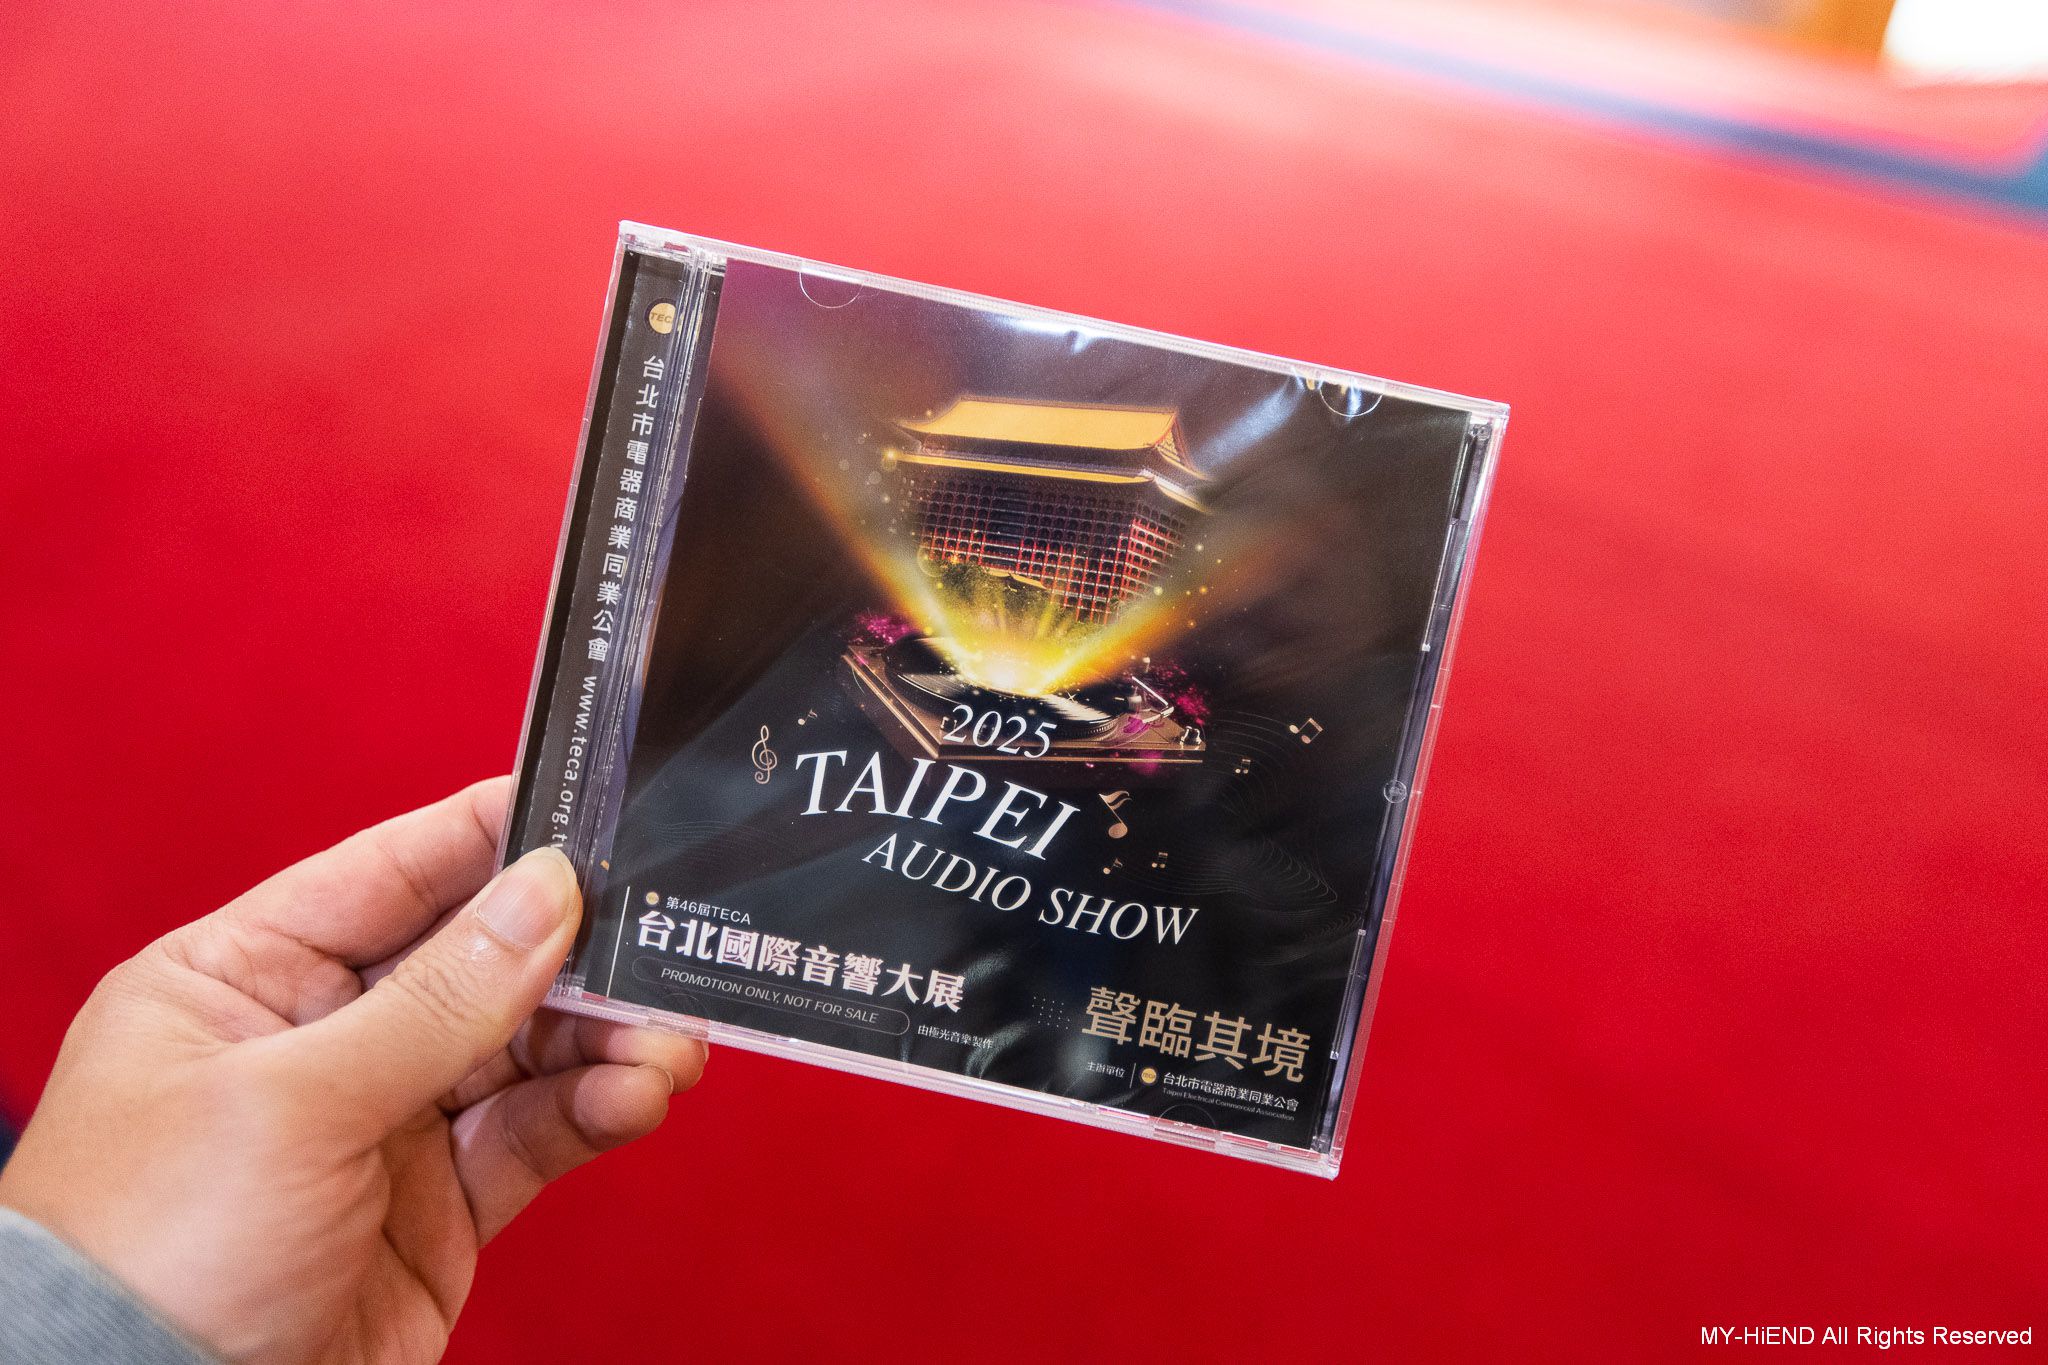 TECA
台北市電器商業同業公會 www.teca.org.tw
2025
TAIPEI
AUDIO SHOW
第46屆TECA
台北國際音響大展
PROMOTION ONLY, NOT FOR SALE
由極光音樂製作
聲臨其境
主辦單位
台北市電器商業同業公會
Taipei Electrical Commercial Association
MY-HiEND All Rights Reserved